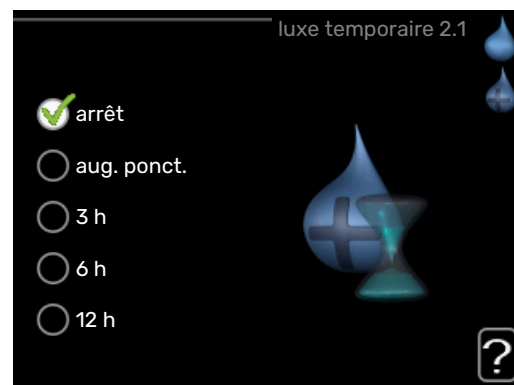 luxe temporaire 2.1
arrêt
aug. ponct.
3 h
6 h
12 h
?